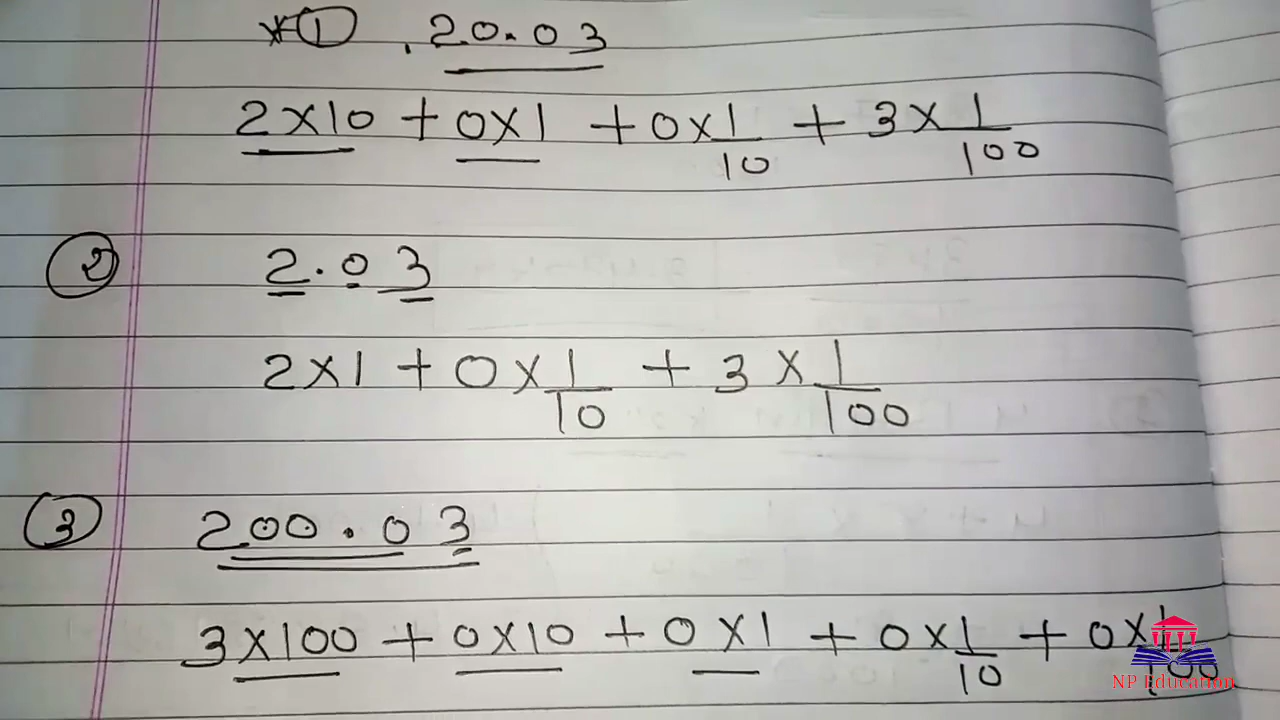 *① . 20.03
2×10 + 0×1 + 0×1/10 + 3×1/100
② 2.03
2×1 + 0×1/10 + 3×1/100
③ 200.03
3×100 + 0×10 + 0×1 + 0×1/10 + 0×1/100
NP Education